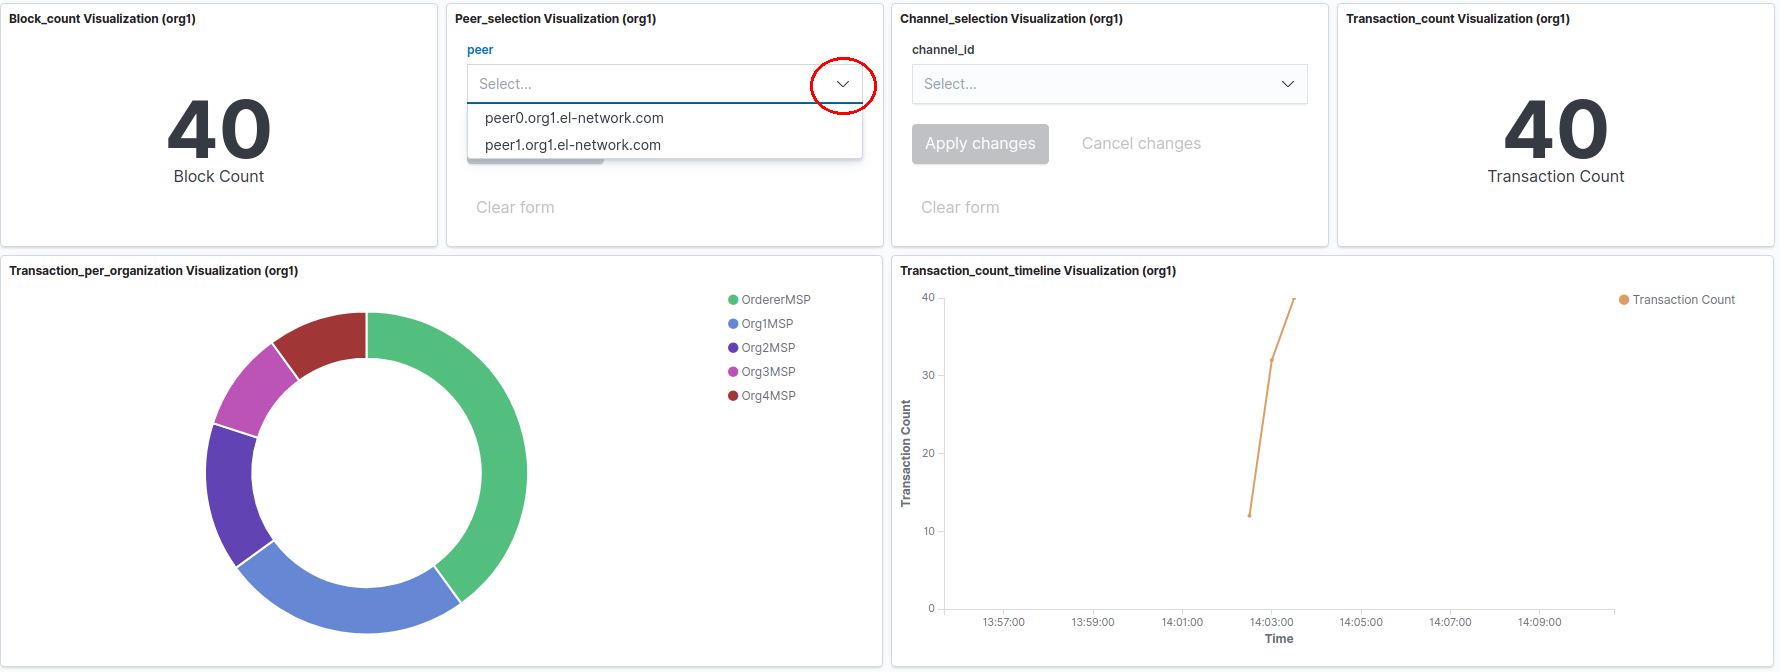 Block_count Visualization (org1)
40
Block Count
Peer_selection Visualization (org1)
peer
Select...
peer0.org1.el-network.com
peer1.org1.el-network.com
Clear form
Channel_selection Visualization (org1)
channel_id
Select...
Apply changes
Cancel changes
Clear form
Transaction_count Visualization (org1)
40
Transaction Count
Transaction_per_organization Visualization (org1)
OrdererMSP
Org1MSP
Org2MSP
Org3MSP
Org4MSP
Transaction_count_timeline Visualization (org1)
Transaction Count
40
30
20
10
0
Transaction Count
13:57:00
13:59:00
14:01:00
14:03:00
14:05:00
14:07:00
14:09:00
Time